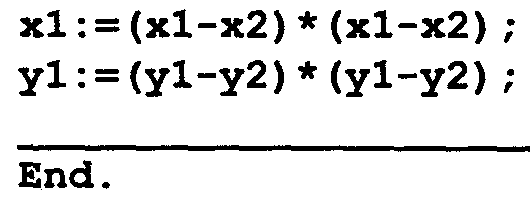 x1:=(x1-x2)*(x1-x2);
y1:=(y1-y2)*(y1-y2);
End.